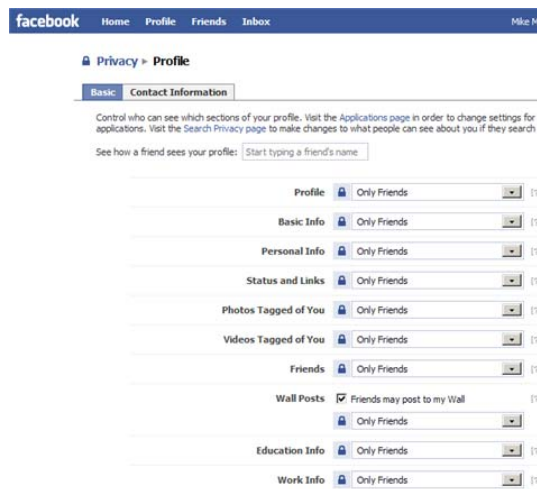 facebook Home Profile Friends Inbox Mike M
Privacy ▸ Profile
Basic Contact Information
Control who can see which sections of your profile. Visit the Applications page in order to change settings for
applications. Visit the Search Privacy page to make changes to what people can see about you if they search
See how a friend sees your profile: Start typing a friend's name
Profile Only Friends
Basic Info Only Friends
Personal Info Only Friends
Status and Links Only Friends
Photos Tagged of You Only Friends
Videos Tagged of You Only Friends
Friends Only Friends
Wall Posts Friends may post to my Wall
Only Friends
Education Info Only Friends
Work Info Only Friends